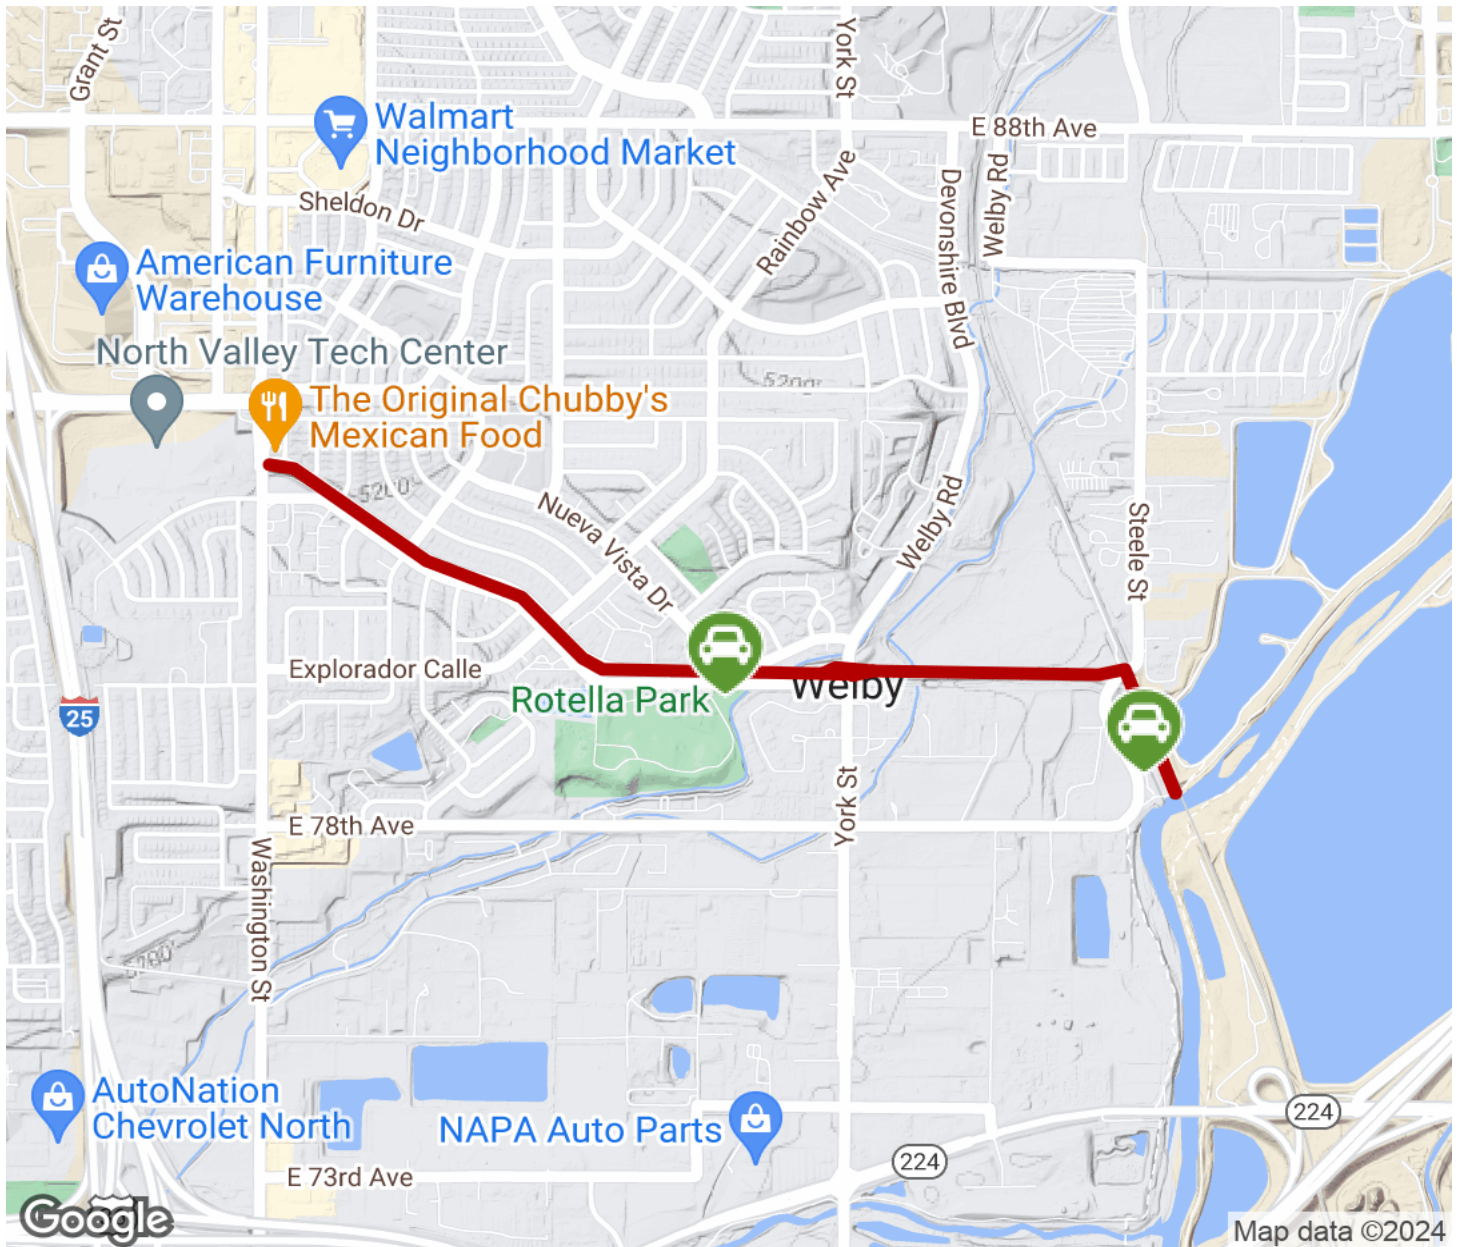 Grant St
York St
Walmart
Neighborhood Market
E 88th Ave
Sheldon Dr
Rainbow Ave
Devonshire Blvd
Welby Rd
American Furniture
Warehouse
North Valley Tech Center
5200'
The Original Chubby's
Mexican Food
5200'
Nueva Vista Dr
Welby Rd
Steele St
Explorador Calle
Rotella Park
Welby
25
E 78th Ave
York St
Washington St
AutoNation
Chevrolet North
NAPA Auto Parts
224
224
E 73rd Ave
Google
Map data ©2024